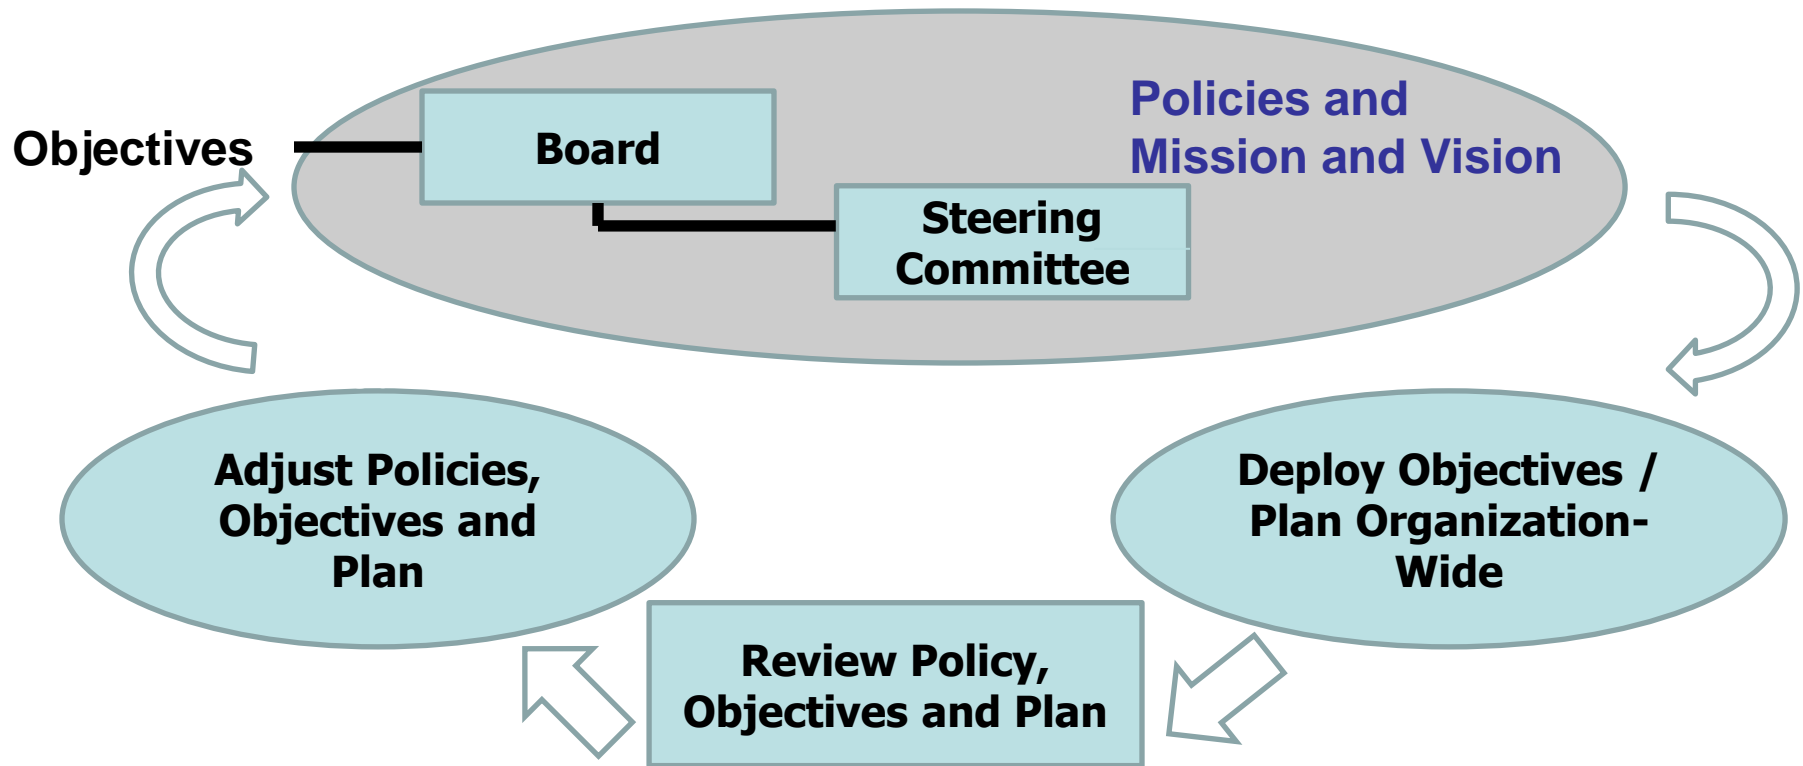 Objectives
Board
Policies and
Mission and Vision
Steering
Committee
Adjust Policies,
Objectives and
Plan
Deploy Objectives /
Plan Organization-
Wide
Review Policy,
Objectives and Plan